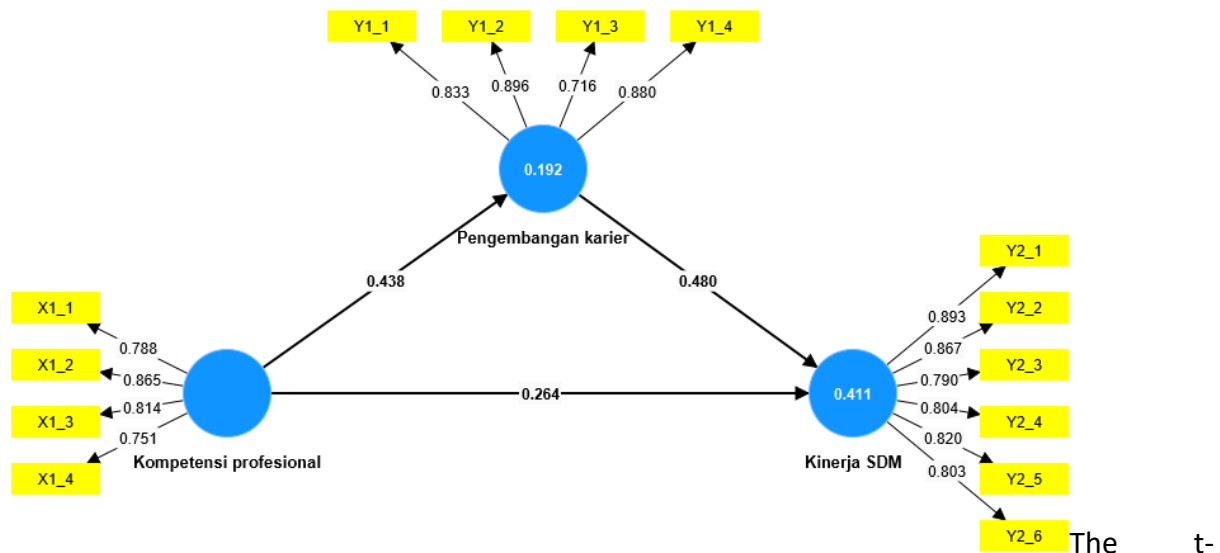 Y1_1 Y1_2 Y1_3 Y1_4
0.833 0.896 0.716 0.880
0.192
Pengembangan karier
0.438 0.480
X1_1
X1_2
X1_3
X1_4
0.788
0.865
0.814
0.751
Kompetensi profesional
0.264
0.411
Kinerja SDM
0.893
0.867
0.790
0.804
0.820
0.803
Y2_1
Y2_2
Y2_3
Y2_4
Y2_5
Y2_6
The t-